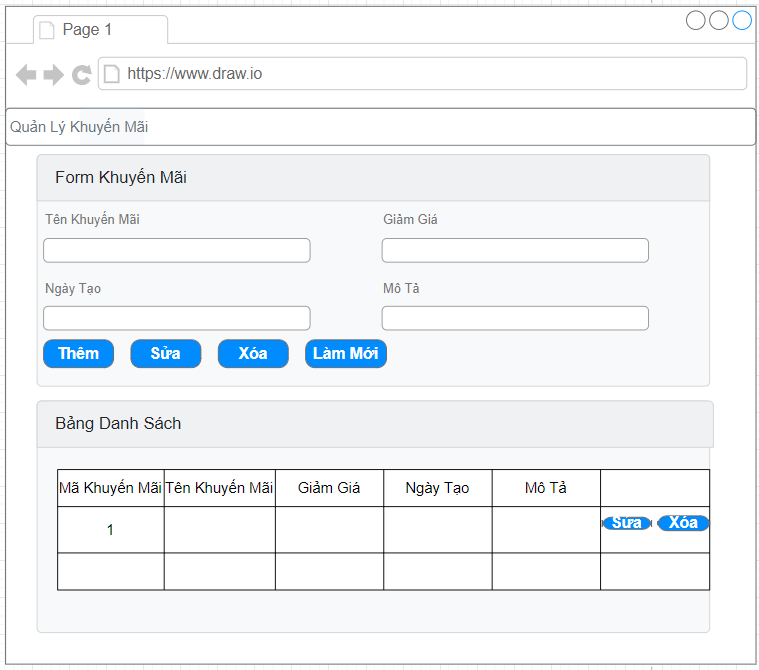 Page 1
https://www.draw.io
Quản Lý Khuyến Mãi
Form Khuyến Mãi
Tên Khuyến Mãi Giảm Giá
Ngày Tạo Mô Tả
Thêm Sửa Xóa Làm Mới
Bảng Danh Sách
Mã Khuyến Mãi Tên Khuyến Mãi Giảm Giá Ngày Tạo Mô Tả
1 Sửa Xóa